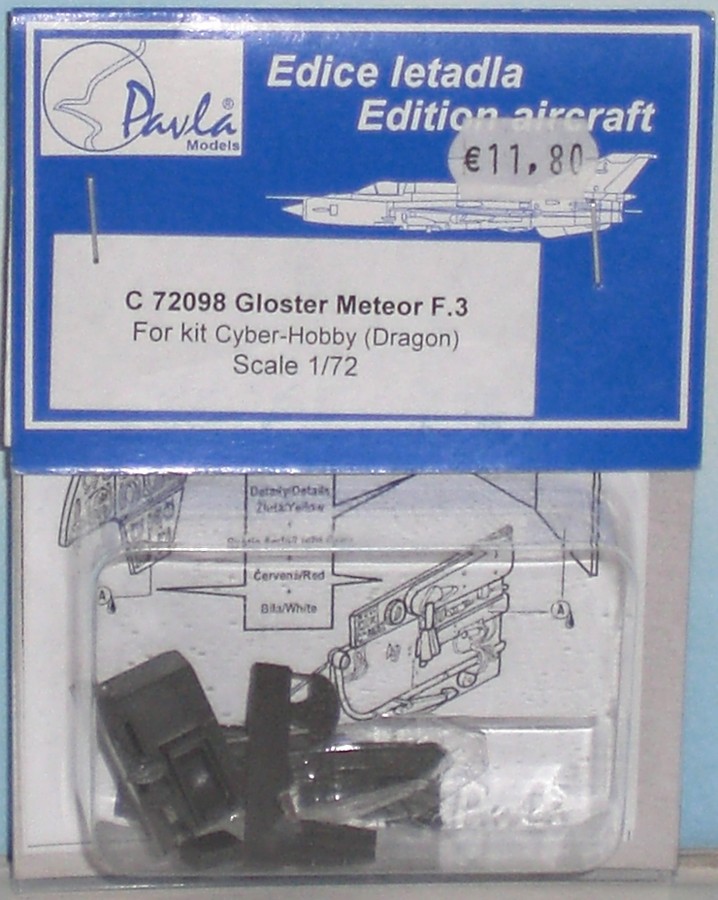 Pavla®
Models
Edice letadla
Edition aircraft
€11,80
C 72098 Gloster Meteor F.3
For kit Cyber-Hobby (Dragon)
Scale 1/72
Detaily/Details
Žlutá/Yellow
Červená/Red
Bílá/White
A
A